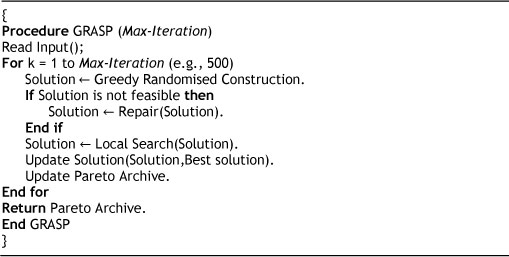 {
Procedure GRASP (Max-Iteration)
Read Input();
For k = 1 to Max-Iteration (e.g., 500)
Solution ← Greedy Randomised Construction.
If Solution is not feasible then
Solution ← Repair(Solution).
End if
Solution ← Local Search(Solution).
Update Solution(Solution,Best solution).
Update Pareto Archive.
End for
Return Pareto Archive.
End GRASP
}